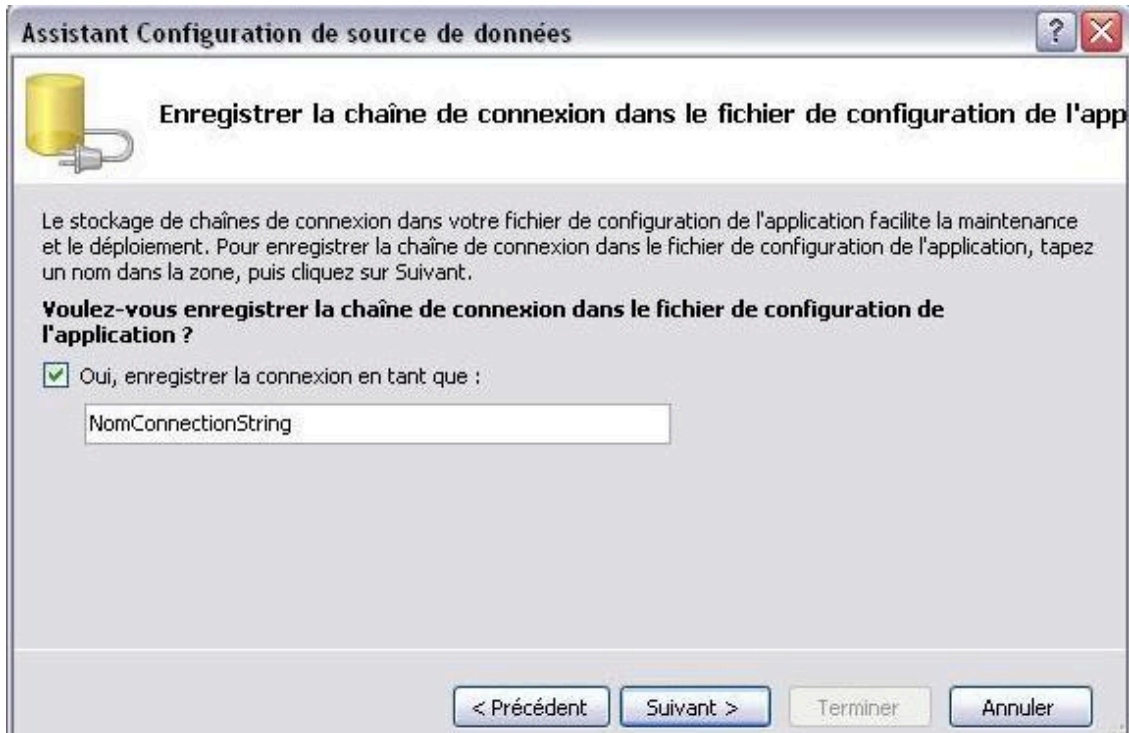 Assistant Configuration de source de données
Enregistrer la chaîne de connexion dans le fichier de configuration de l'app
Le stockage de chaînes de connexion dans votre fichier de configuration de l'application facilite la maintenance
et le déploiement. Pour enregistrer la chaîne de connexion dans le fichier de configuration de l'application, tapez
un nom dans la zone, puis cliquez sur Suivant.
Voulez-vous enregistrer la chaîne de connexion dans le fichier de configuration de
l'application ?
Oui, enregistrer la connexion en tant que :
NomConnectionString
< Précédent Suivant > Terminer Annuler